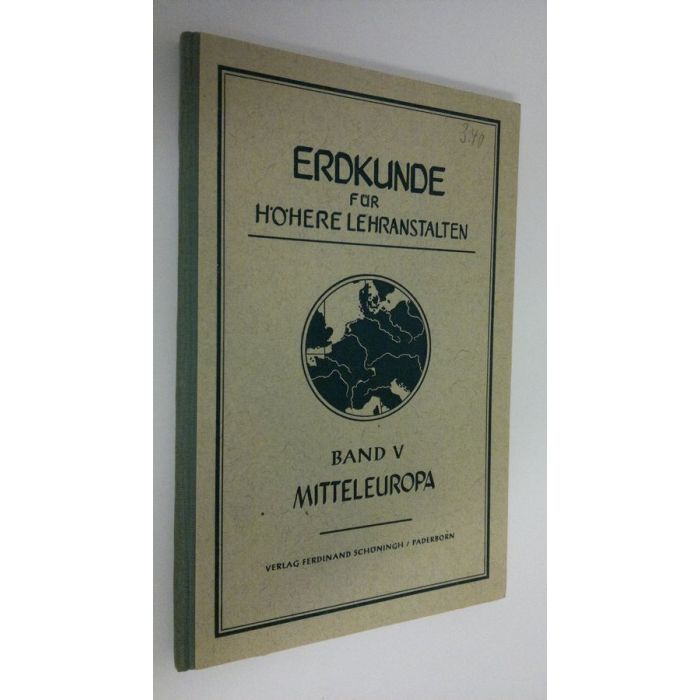 3.40
ERDKUNDE
FÜR
HÖHERE LEHRANSTALTEN
BAND V
MITTELEUROPA
VERLAG FERDINAND SCHÖNINGH / PADERBORN